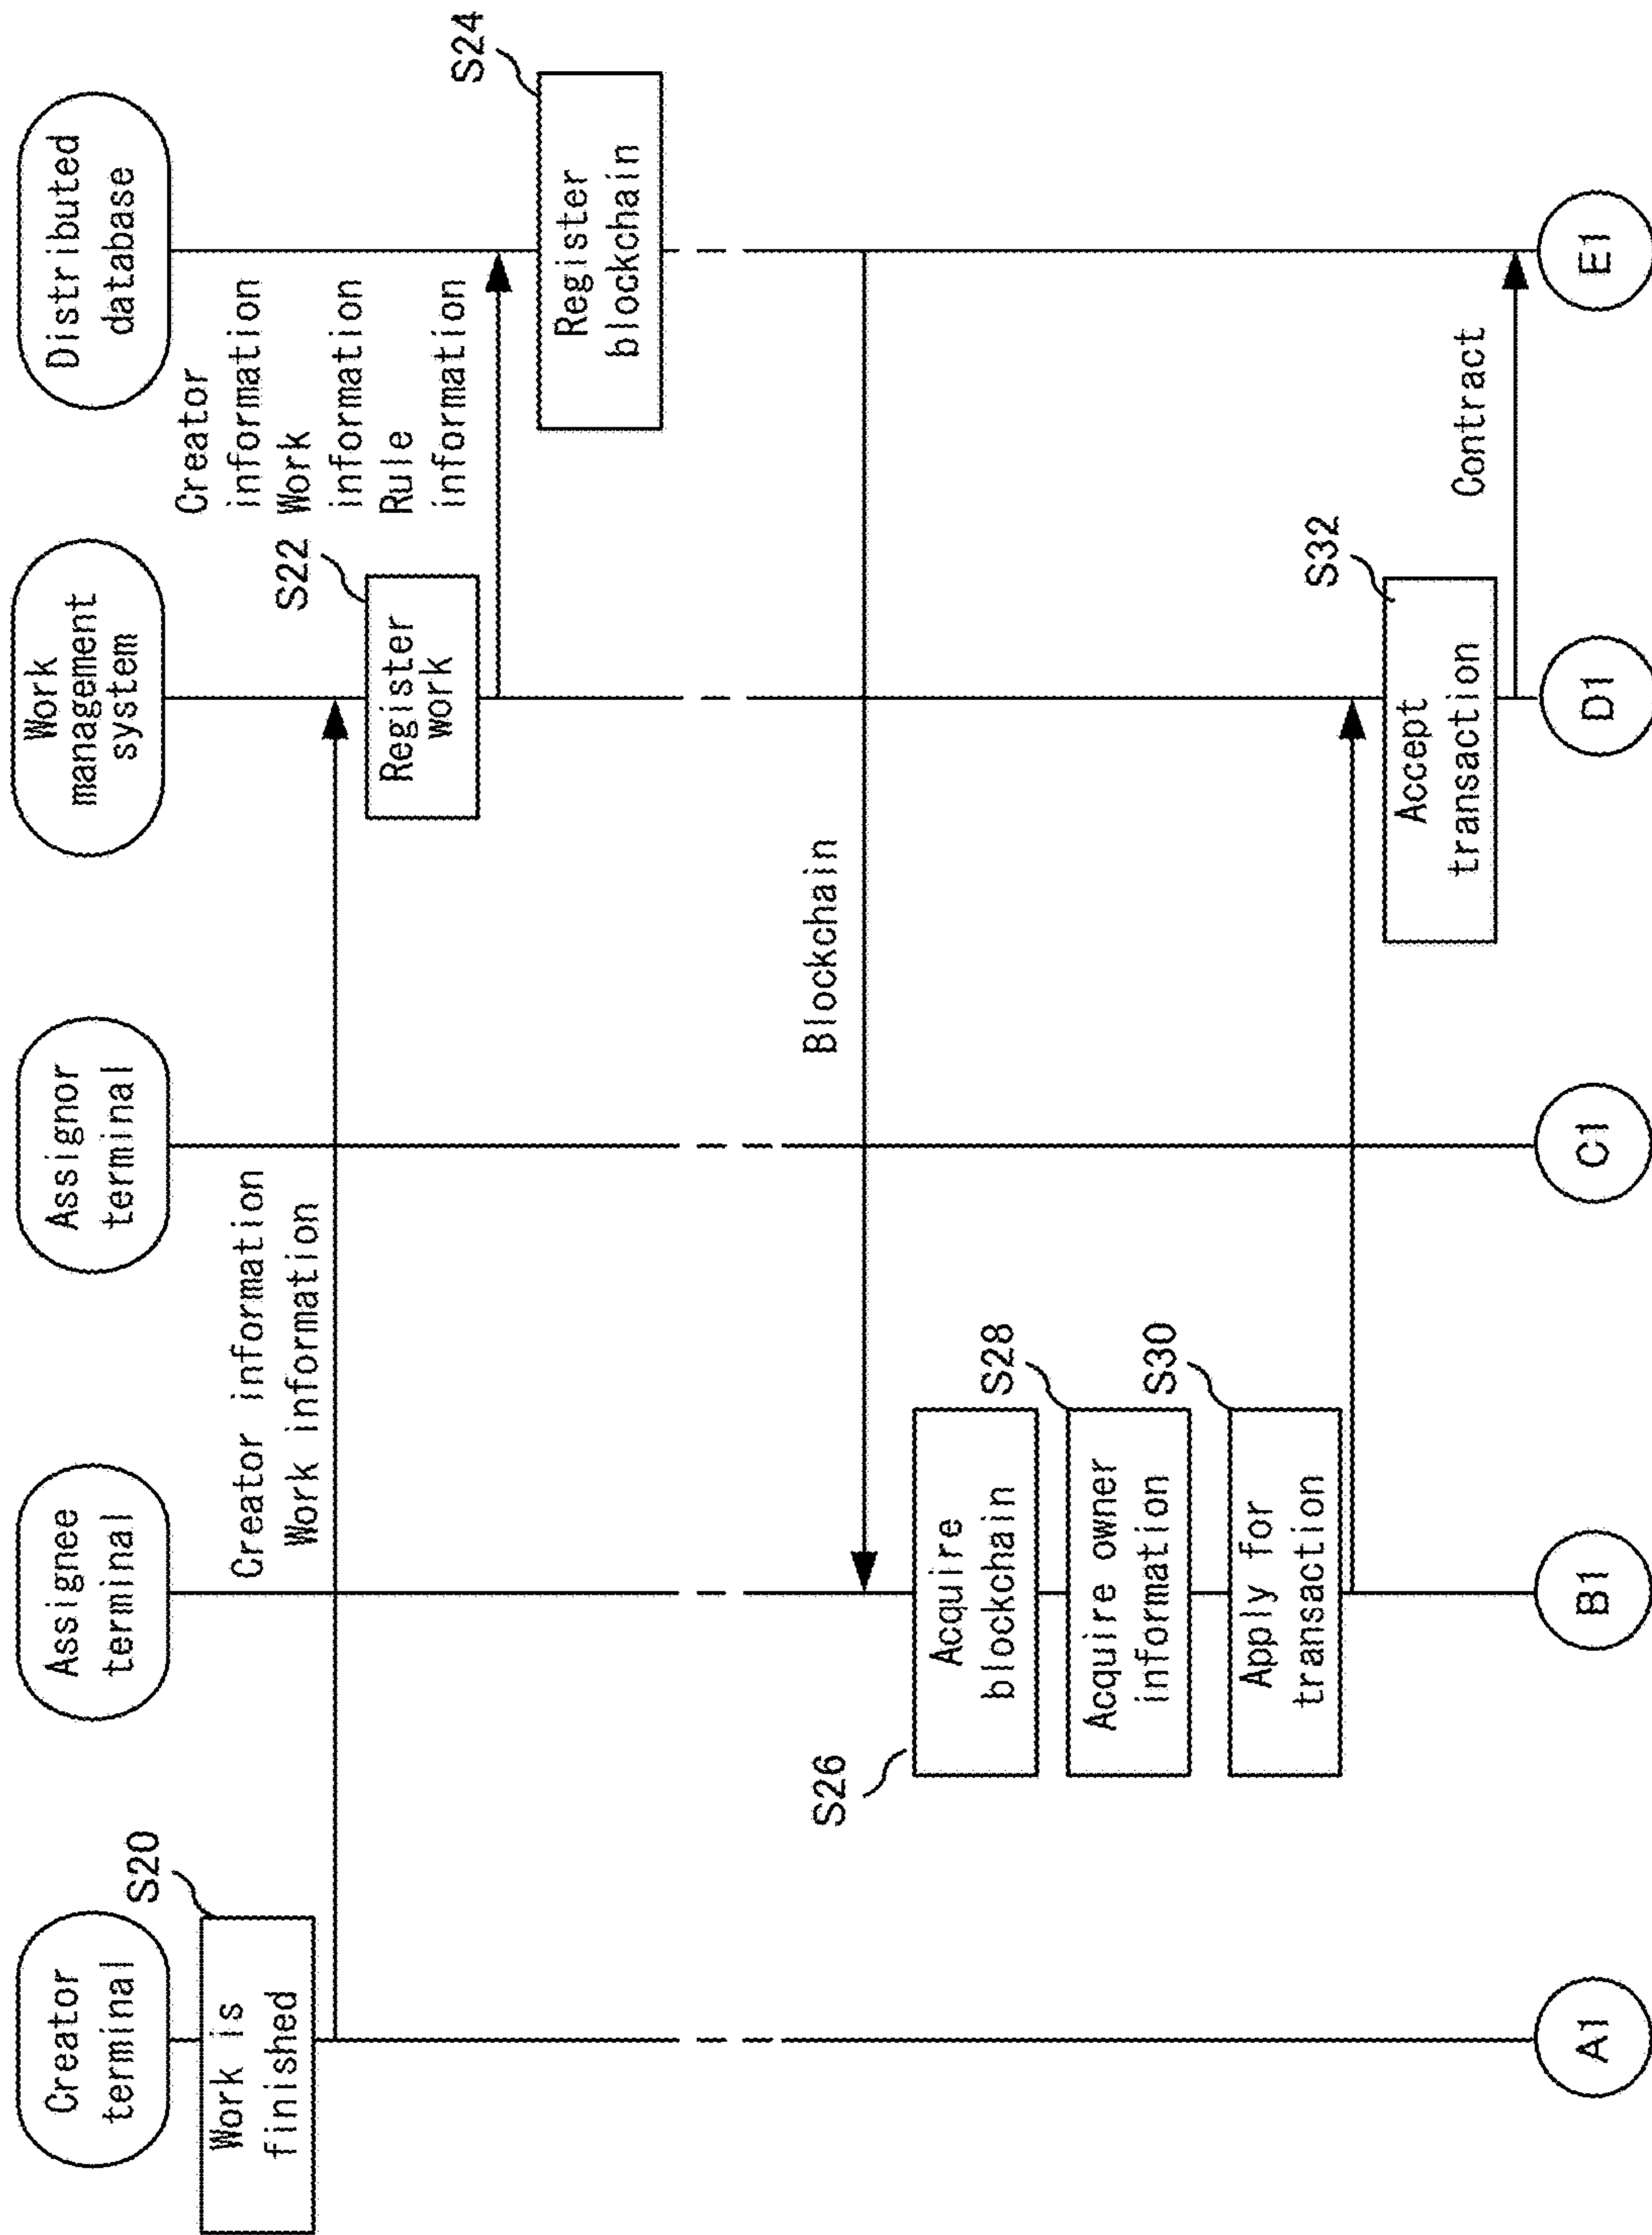 Creator
terminal
Assignee
terminal
Assignor
terminal
Work
management
system
Distributed
database
S20
Work is
finished
Creator information
Work information
S22
Register
work
Creator
information
Work
information
Rule
information
S24
Register
blockchain
Blockchain
S26
Acquire
blockchain
S28
Acquire owner
information
S30
Apply for
transaction
S32
Accept
transaction
Contract
A1
B1
C1
D1
E1